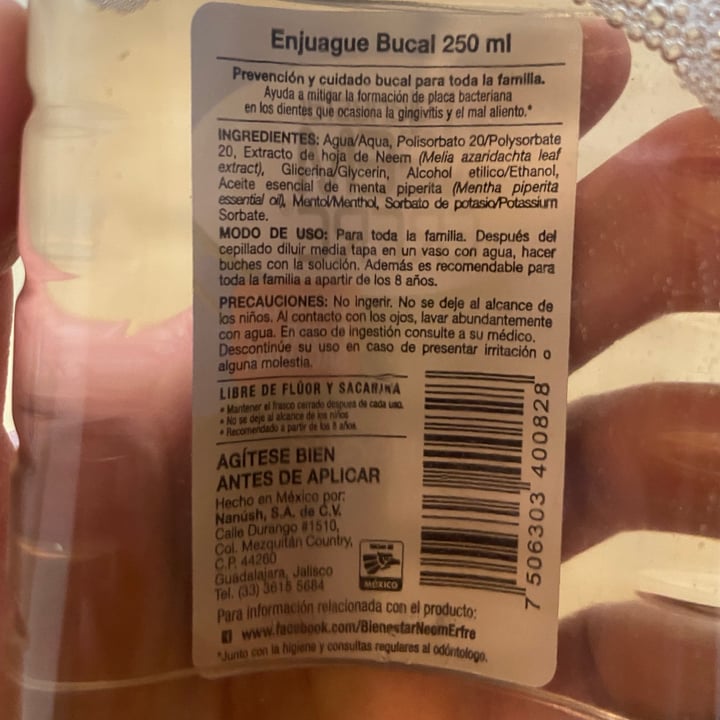 Enjuague Bucal 250 ml
Prevención y cuidado bucal para toda la familla.
Ayuda a mitigar la formación de placa bacteriana
en los dientes que ocasiona la gingivitis y el mal aliento.*
INGREDIENTES: Agua/Aqua, Polisorbato 20/Polysorbate
20, Extracto de hoja de Neem (Melia azaridachta leaf
extract), Glicerina/Glycerin, Alcohol etilico/Ethanol,
Aceite esencial de menta piperita (Mentha piperita
essential oil), Mentol/Menthol, Sorbato de potasio/Potassium
Sorbate.
MODO DE USO: Para toda la familia. Después del
cepillado diluir media tapa en un vaso con agua, hacer
buches con la solución. Además es recomendable para
toda la familia a apartir de los 8 años.
PRECAUCIONES: No ingerir. No se deje al alcance de
los niños. Al contacto con los ojos, lavar abundantemente
con agua. En caso de ingestión consulte a su médico.
Descontinúe su uso en caso de presentar irritación o
alguna molestia.
LIBRE DE FLÚOR Y SACARINA
• Mantener el frasco cerrado despues de cada uso.
• No se deje al alcance de los niños
• Recomendado a partir de los 8 años
AGÍTESE BIEN
ANTES DE APLICAR
Hecho en México por:
Nanúsh, S.A. de C.V.
Calle Durango #1510,
Col. Mezquitán Country,
C.P. 44260
Guadalajara, Jalisco
Tel. (33) 3615 5684
MÉXICO
7 506303 400828
Para información relacionada con el producto:
www.facebook.com/BienestarNeemErfre
*Junto con la higiene y consultas regulares al odóntologo.